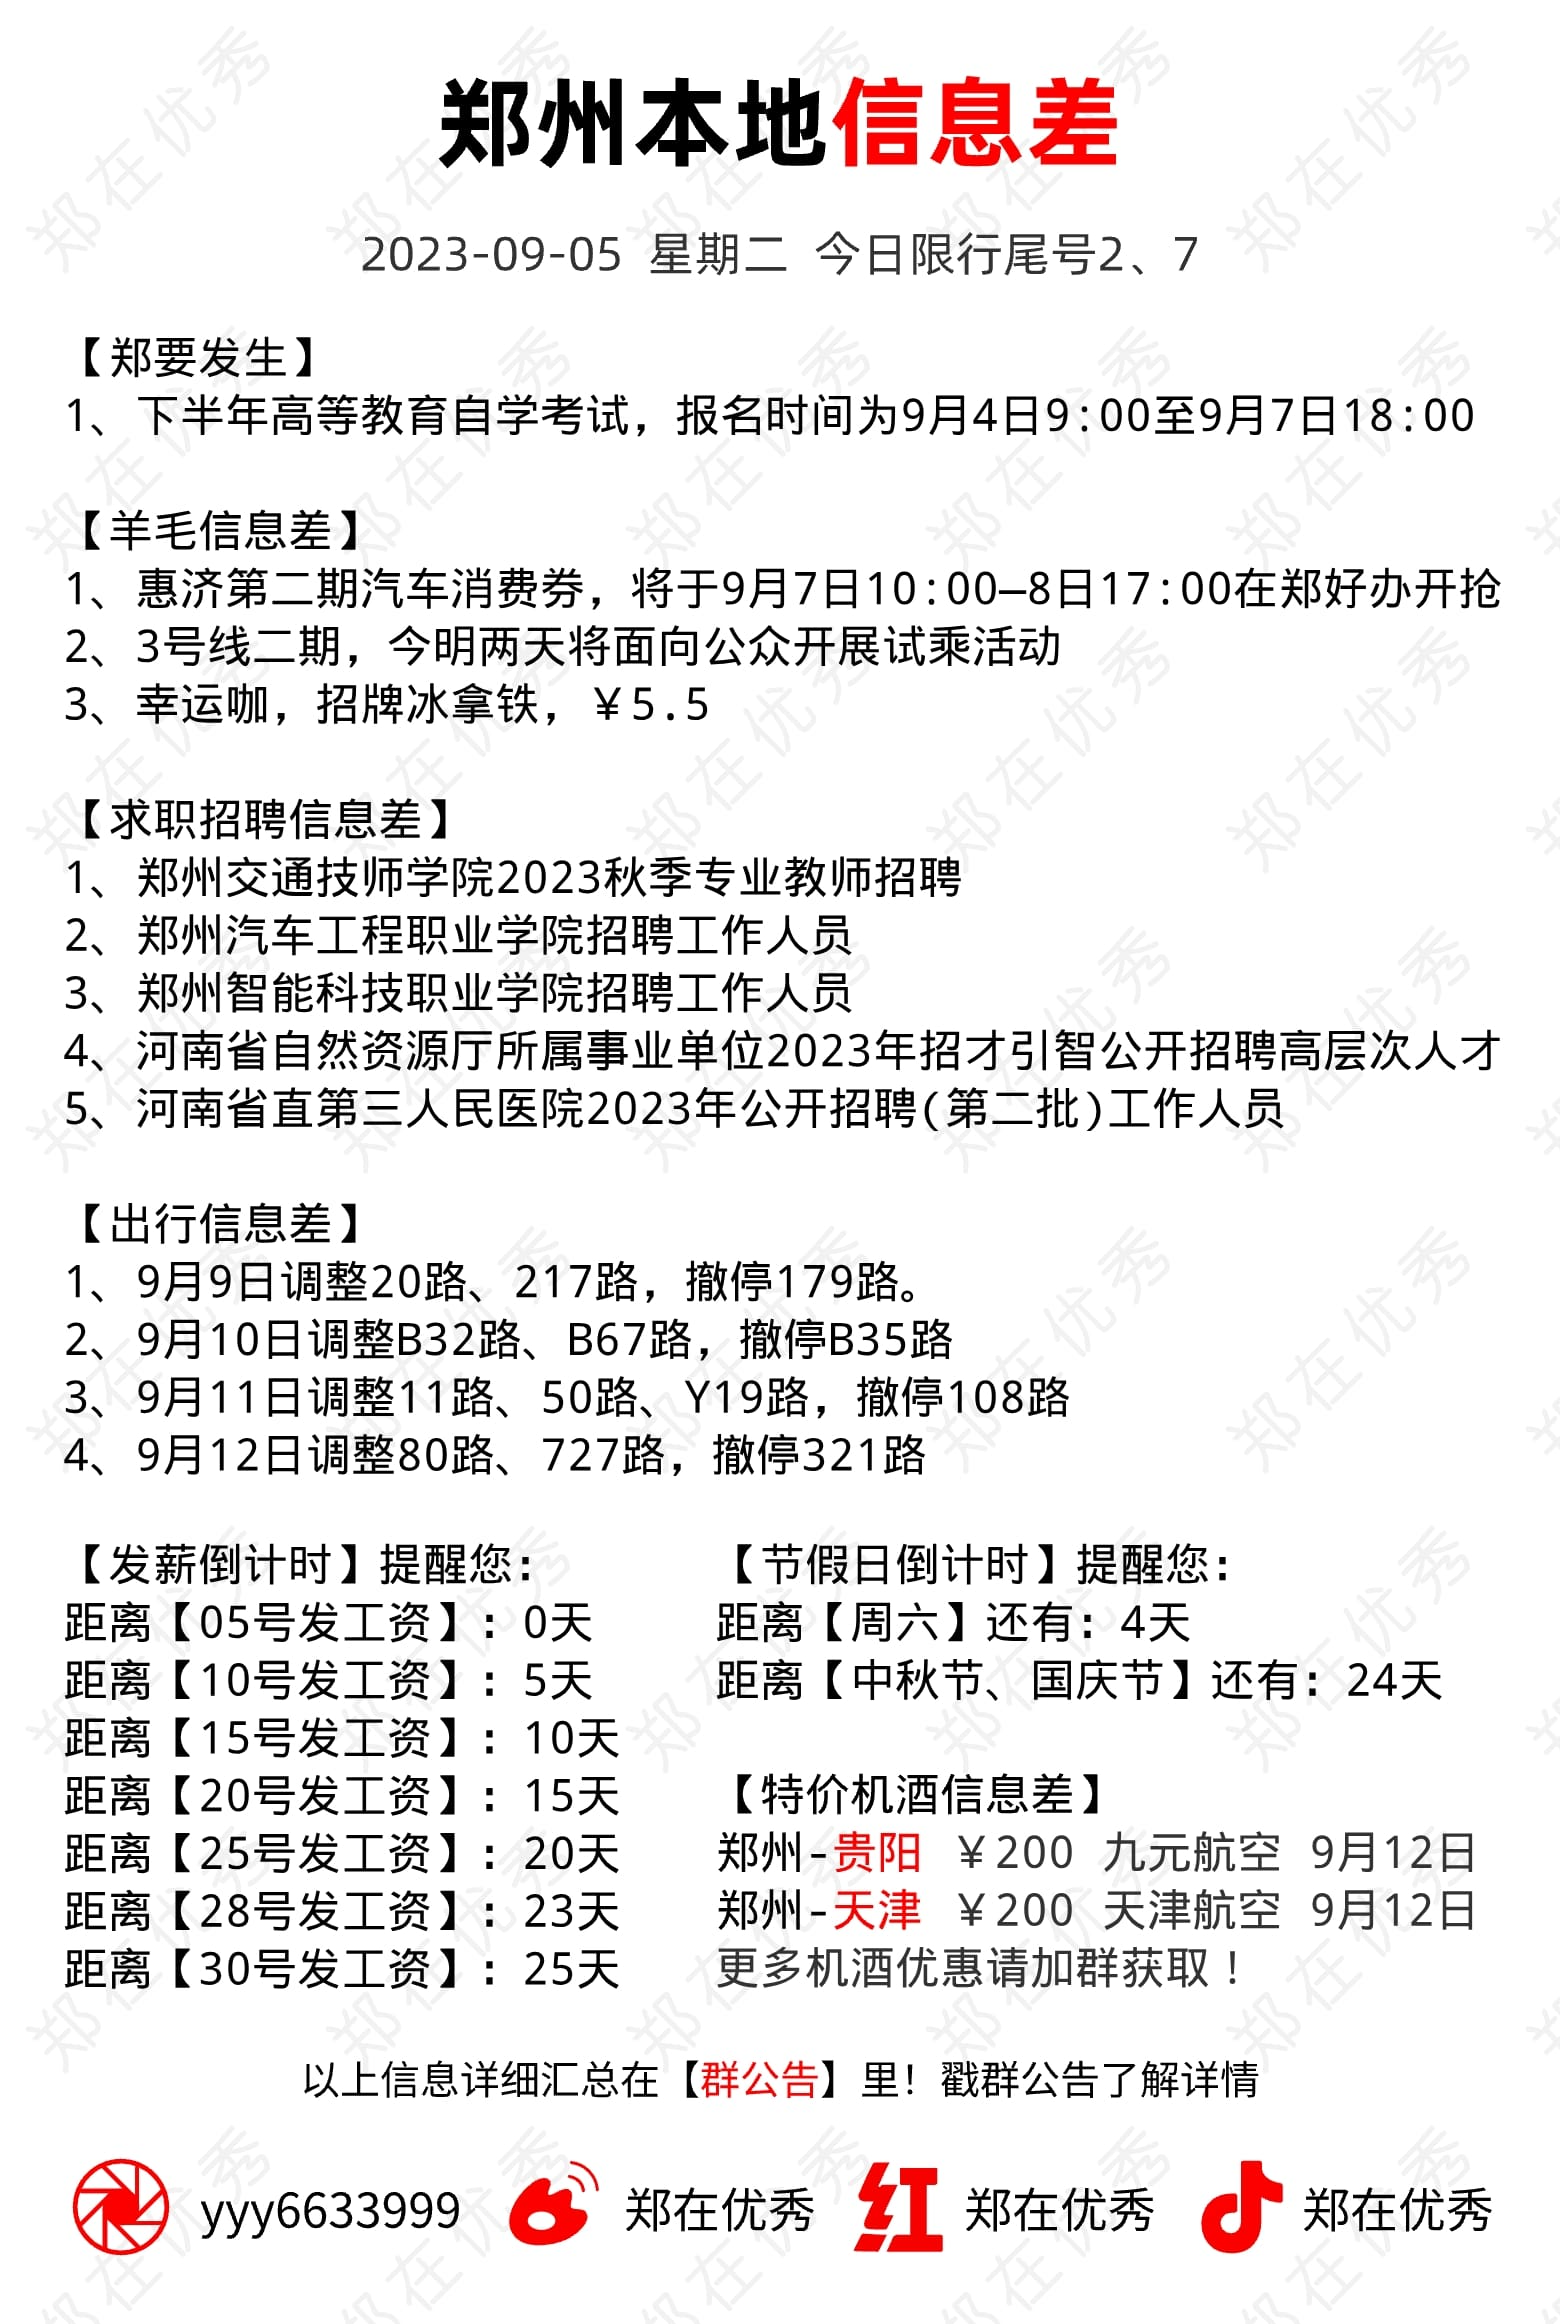 郑州本地信息差
2023-09-05 星期二 今日限行尾号2、7
【郑要发生】
1、下半年高等教育自学考试，报名时间为9月4日9:00至9月7日18:00
【羊毛信息差】
1、惠济第二期汽车消费券，将于9月7日10:00—8日17:00在郑好办开抢
2、3号线二期，今明两天将面向公众开展试乘活动
3、幸运咖，招牌冰拿铁，￥5.5
【求职招聘信息差】
1、郑州交通技师学院2023秋季专业教师招聘
2、郑州汽车工程职业学院招聘工作人员
3、郑州智能科技职业学院招聘工作人员
4、河南省自然资源厅所属事业单位2023年招才引智公开招聘高层次人才
5、河南省直第三人民医院2023年公开招聘(第二批)工作人员
【出行信息差】
1、9月9日调整20路、217路，撤停179路。
2、9月10日调整B32路、B67路，撤停B35路
3、9月11日调整11路、50路、Y19路，撤停108路
4、9月12日调整80路、727路，撤停321路
【发薪倒计时】提醒您：
距离【05号发工资】：0天
距离【10号发工资】：5天
距离【15号发工资】：10天
距离【20号发工资】：15天
距离【25号发工资】：20天
距离【28号发工资】：23天
距离【30号发工资】：25天
【节假日倒计时】提醒您：
距离【周六】还有：4天
距离【中秋节、国庆节】还有：24天
【特价机酒信息差】
郑州-贵阳 ￥200 九元航空 9月12日
郑州-天津 ￥200 天津航空 9月12日
更多机酒优惠请加群获取！
以上信息详细汇总在【群公告】里！戳群公告了解详情
yyy6633999 郑在优秀 红 郑在优秀 郑在优秀
郑在优秀